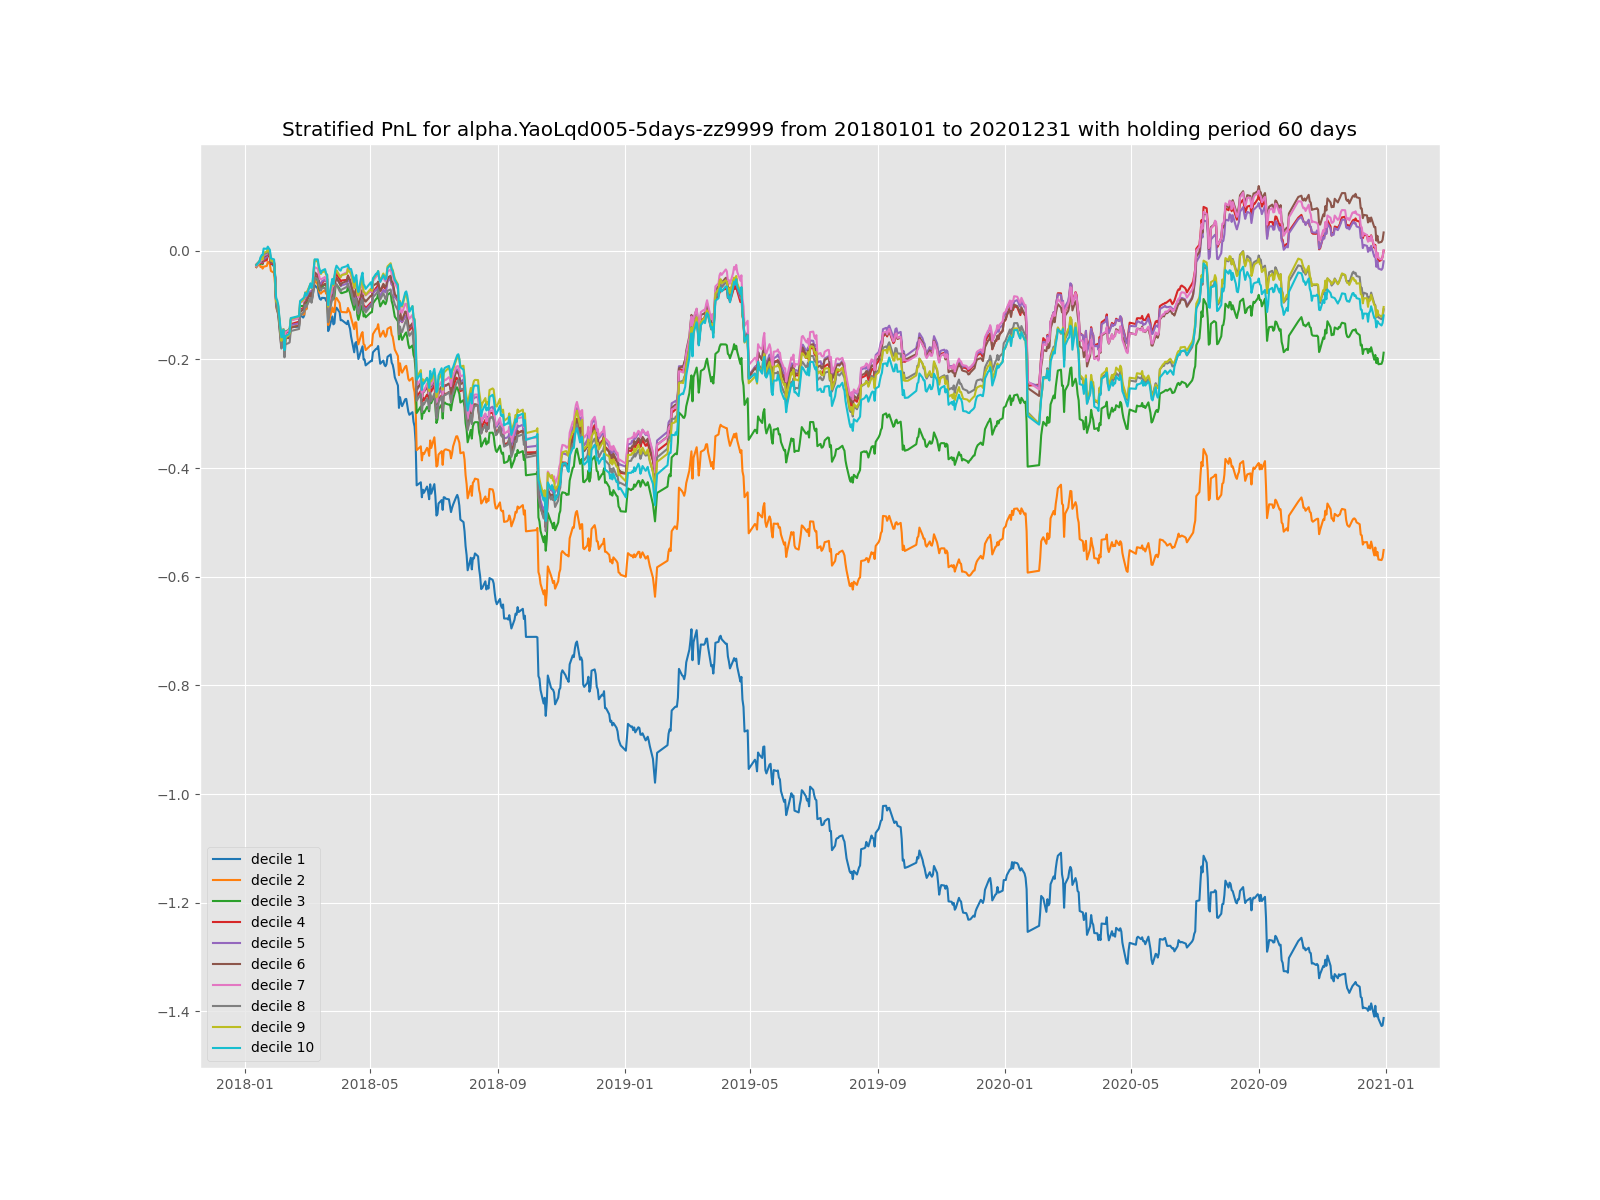 Stratified PnL for alpha.YaoLqd005-5days-zz9999 from 20180101 to 20201231 with holding period 60 days
0.0
−0.2
−0.4
−0.6
−0.8
−1.0
−1.2
−1.4
decile 1
decile 2
decile 3
decile 4
decile 5
decile 6
decile 7
decile 8
decile 9
decile 10
2018-01 2018-05 2018-09 2019-01 2019-05 2019-09 2020-01 2020-05 2020-09 2021-01